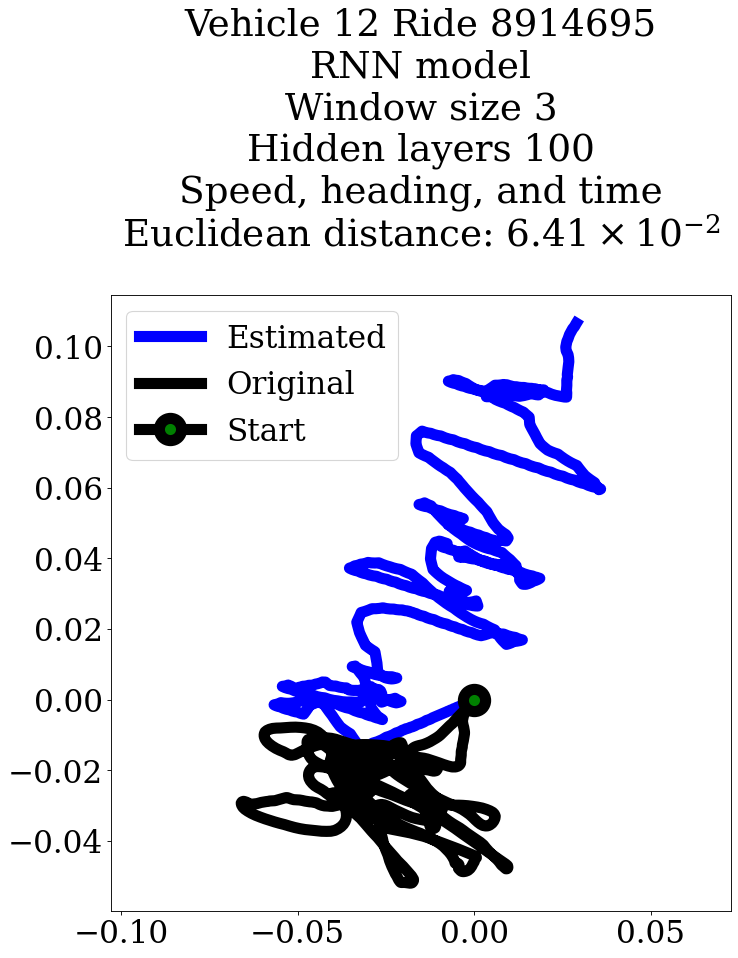 Vehicle 12 Ride 8914695
RNN model
Window size 3
Hidden layers 100
Speed, heading, and time
Euclidean distance: 6.41 × 10⁻²
Estimated
Original
Start
0.10
0.08
0.06
0.04
0.02
0.00
−0.02
−0.04
−0.10
−0.05
0.00
0.05